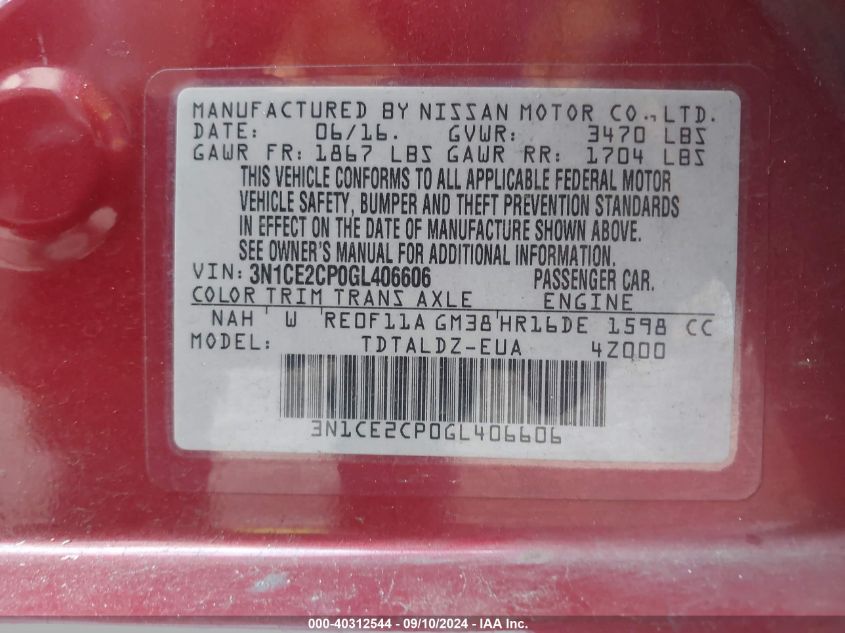 MANUFACTURED BY NISSAN MOTOR CO., LTD.
DATE: 06/16. GVWR: 3470 LBS
GAWR FR: 1867 LBS GAWR RR: 1704 LBS
THIS VEHICLE CONFORMS TO ALL APPLICABLE FEDERAL MOTOR
VEHICLE SAFETY, BUMPER AND THEFT PREVENTION STANDARDS
IN EFFECT ON THE DATE OF MANUFACTURE SHOWN ABOVE.
SEE OWNER'S MANUAL FOR ADDITIONAL INFORMATION.
VIN: 3N1CE2CP0GL406606 PASSENGER CAR.
COLOR TRIM TRANS AXLE ENGINE
NAH W RE0F11A GM38 HR16DE 1598 CC
MODEL: TDTALDZ-EUA 4Z000
3N1CE2CP0GL406606
000-40312544 - 09/10/2024 - IAA, Inc.